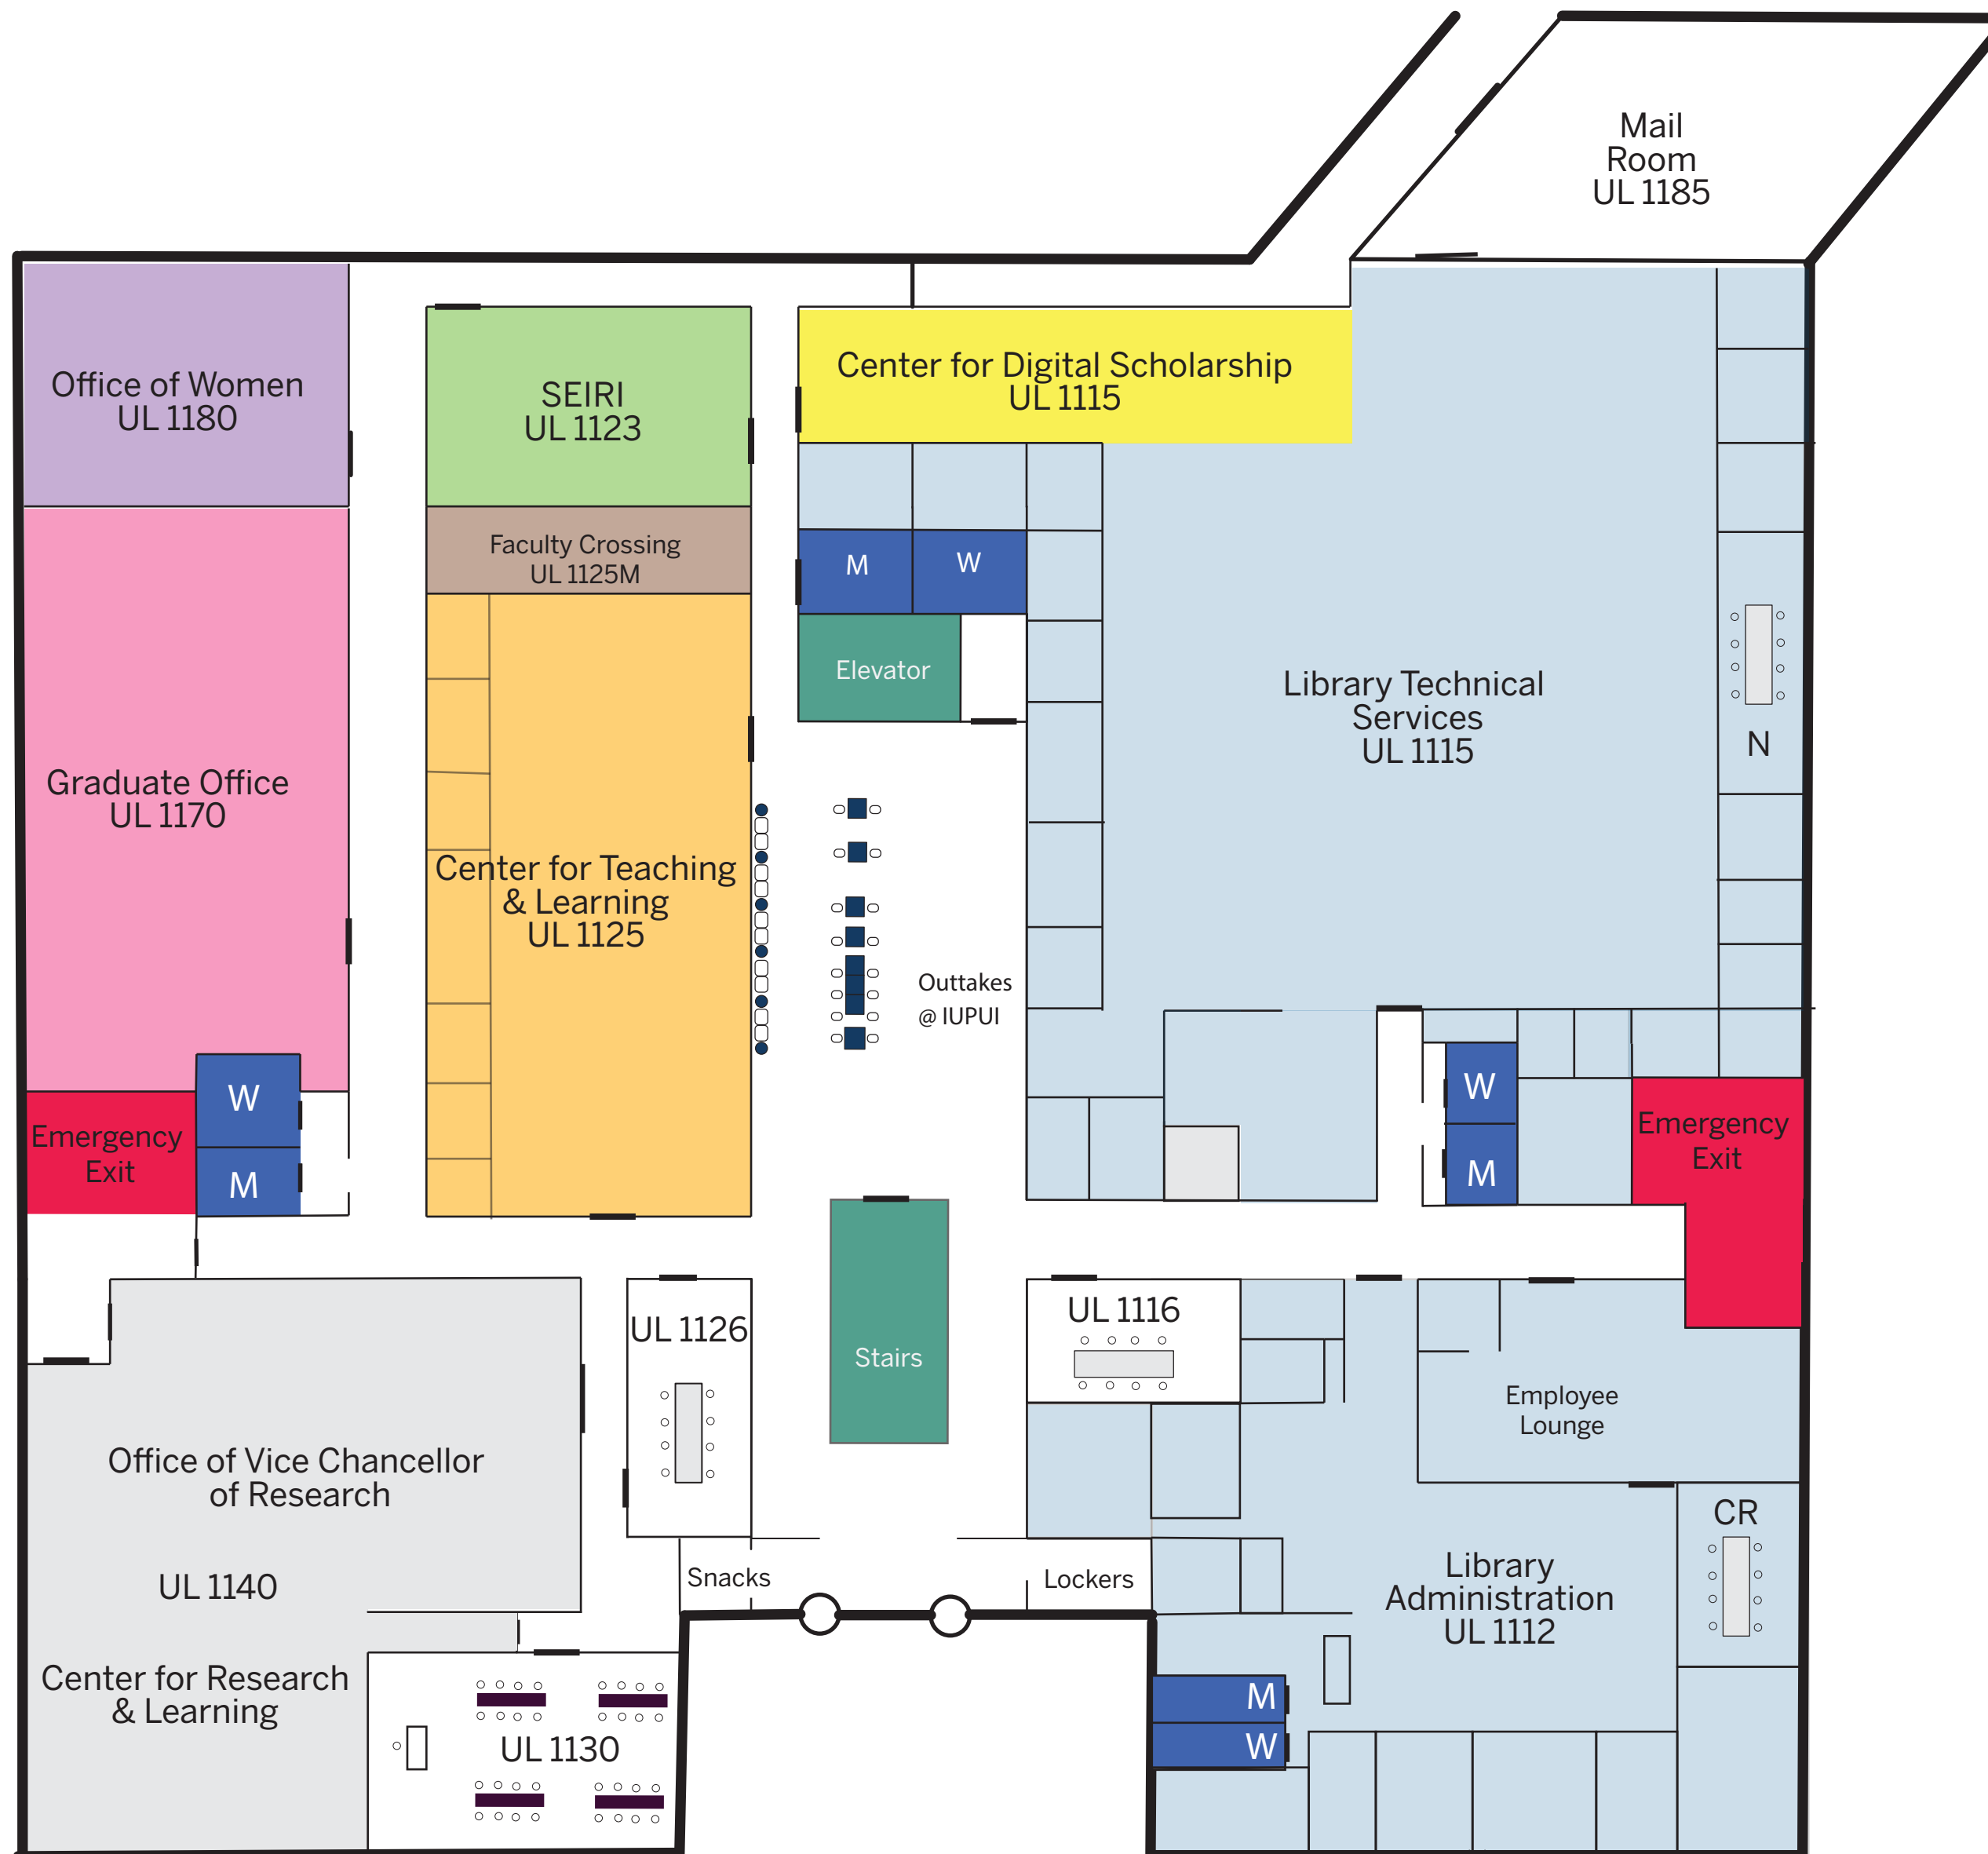 Mail
Room
UL 1185
Office of Women
UL 1180
SEIRI
UL 1123
Center for Digital Scholarship
UL 1115
Faculty Crossing
UL 1125M
M
W
Elevator
Library Technical
Services
UL 1115
N
Graduate Office
UL 1170
Center for Teaching
& Learning
UL 1125
Outtakes
@ IUPUI
W
M
Emergency
Exit
W
M
Emergency
Exit
UL 1126
Stairs
UL 1116
Employee
Lounge
Office of Vice Chancellor
of Research
UL 1140
Center for Research
& Learning
Snacks
Lockers
CR
Library
Administration
UL 1112
UL 1130
M
W